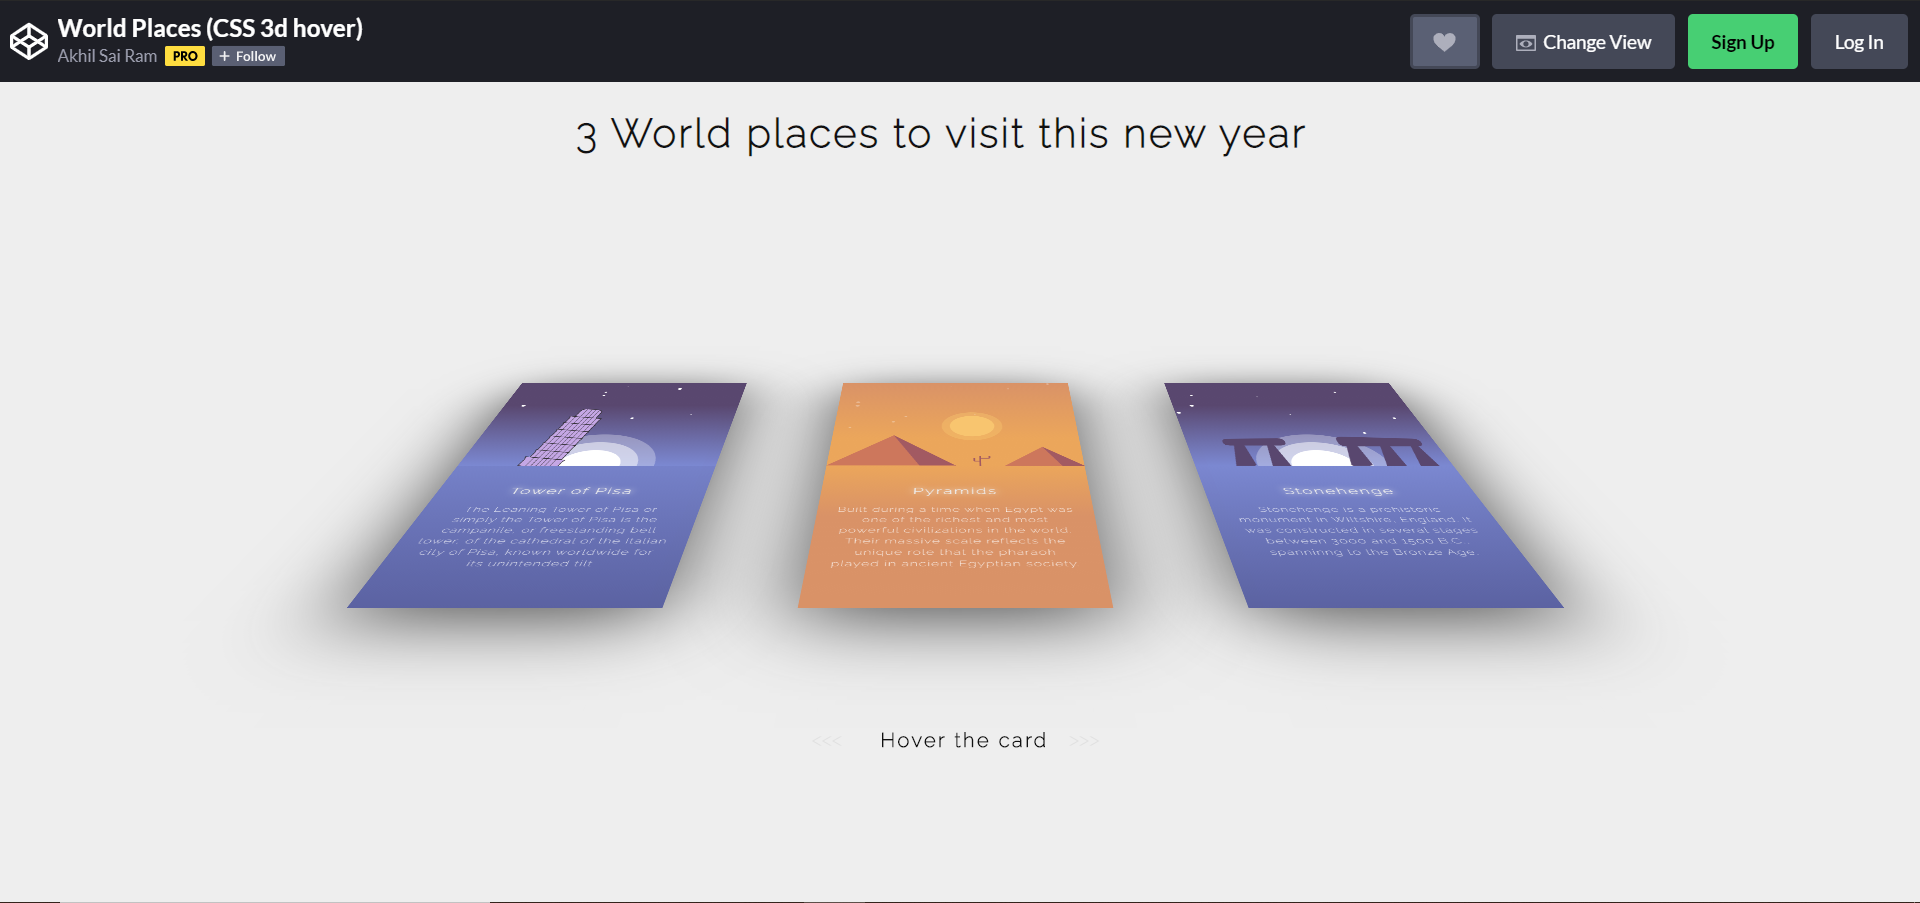 World Places (CSS 3d hover)
Akhil Sai Ram PRO + Follow
Change View
Sign Up
Log In
3 World places to visit this new year
Tower of Pisa
The Leaning Tower of Pisa or
simply the Tower of Pisa is the
campanile, or freestanding bell
tower, of the cathedral of the Italian
city of Pisa, known worldwide for
its unintended tilt
Pyramids
Built during a time when Egypt was
one of the richest and most
powerful civilizations in the world
Their massive scale reflects the
unique role that the pharaoh
played in ancient Egyptian society
Stonehenge
Stonehenge is a prehistoric
monument in Wiltshire, England. It
was constructed in several stages
between 3000 and 1500 B.C.,
spanninng to the Bronze Age
<<< Hover the card >>>